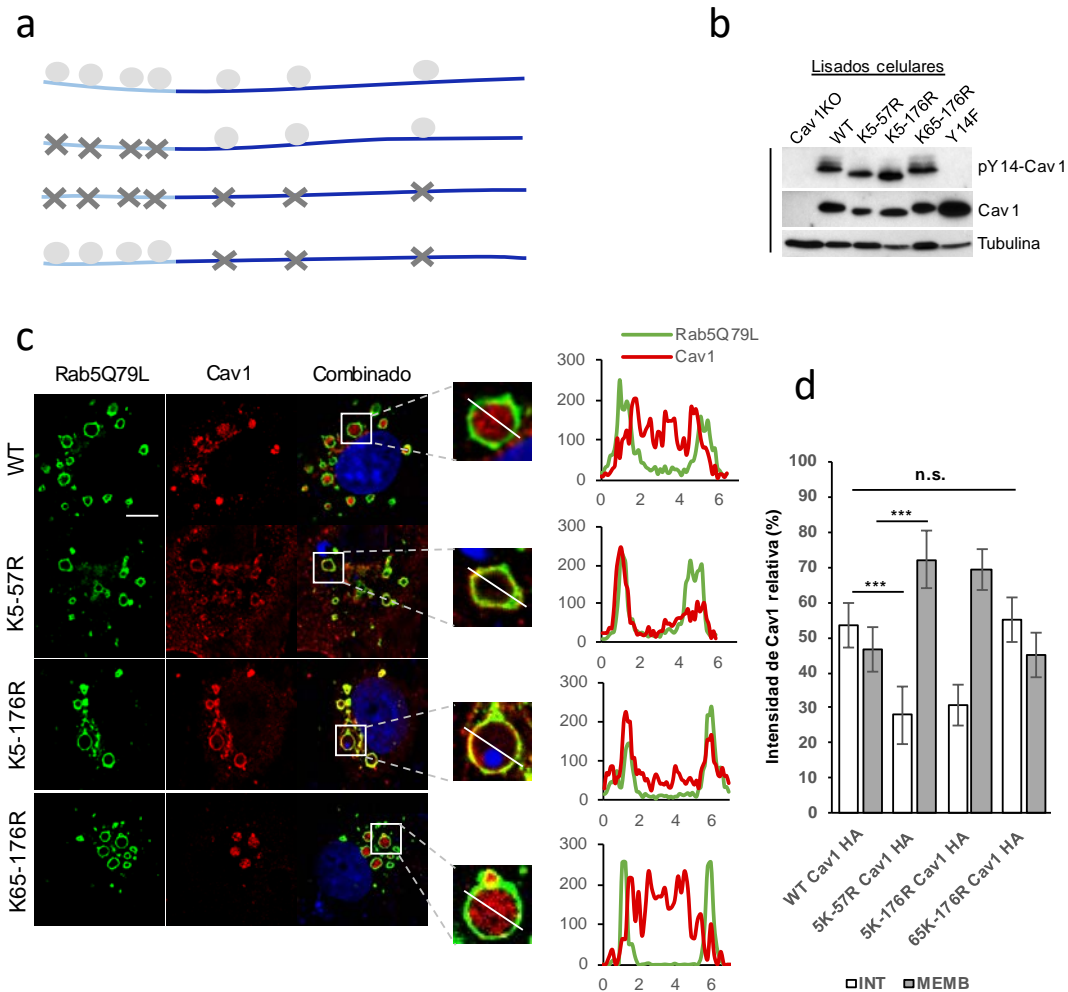 a
b
Lisados celulares
Cav1KO
WT
K5-57R
K5-176R
K65-176R
Y14F
pY14-Cav1
Cav1
Tubulina
c
Rab5Q79L
Cav1
Combinado
WT
K5-57R
K5-176R
K65-176R
Rab5Q79L
Cav1
300
200
100
0
0 2 4 6
300
200
100
0
0 2 4 6
300
200
100
0
0 2 4 6
300
200
100
0
0 2 4 6
d
Intensidad de Cav1 relativa (%)
100
90
80
70
60
50
40
30
20
10
0
n.s.
***
***
WT Cav1 HA
5K-57R Cav1 HA
5K-176R Cav1 HA
65K-176R Cav1 HA
INT MEMB